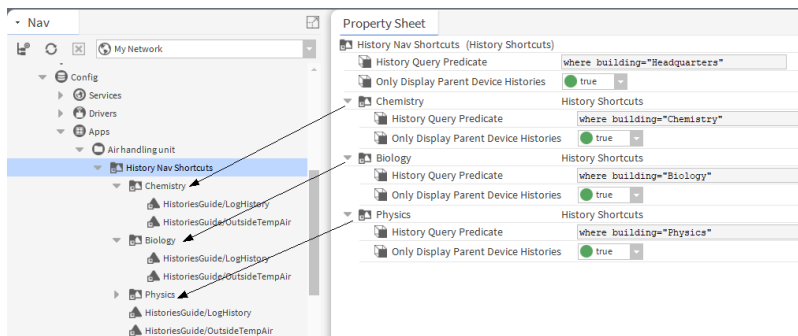 Nav
My Network
Config
Services
Drivers
Apps
Air handling unit
History Nav Shortcuts
Chemistry
HistoriesGuide/LogHistory
HistoriesGuide/OutsideTempAir
Biology
HistoriesGuide/LogHistory
HistoriesGuide/OutsideTempAir
Physics
HistoriesGuide/LogHistory
HistoriesGuide/OutsideTempAir
Property Sheet
History Nav Shortcuts (History Shortcuts)
History Query Predicate where building="Headquarters"
Only Display Parent Device Histories true
Chemistry History Shortcuts
History Query Predicate where building="Chemistry"
Only Display Parent Device Histories true
Biology History Shortcuts
History Query Predicate where building="Biology"
Only Display Parent Device Histories true
Physics History Shortcuts
History Query Predicate where building="Physics"
Only Display Parent Device Histories true